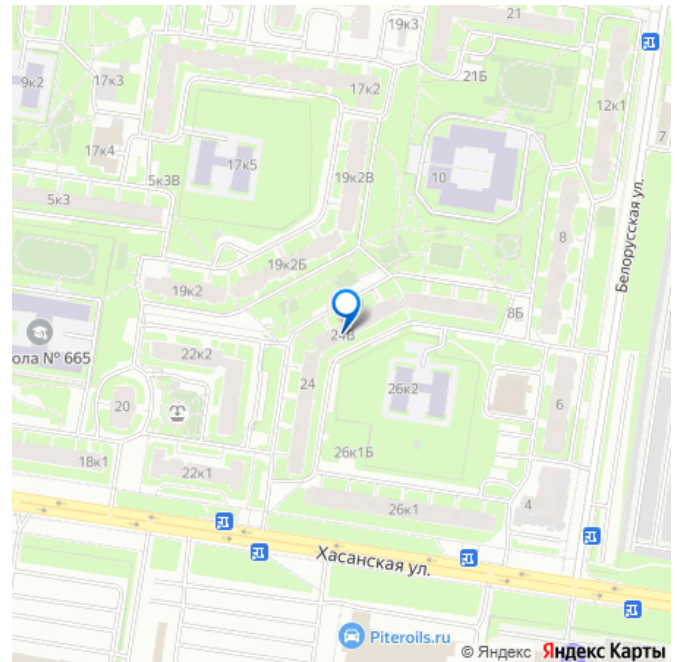 19к3
21
9к2
17к3
17к2
21Б
12к1
7
17к4
17к5
5к3В
19к2В
10
5к3
8
Белорусская ул.
19к2Б
19к2
8Б
24В
ола № 665
22к2
24
26к2
6
20
26к1Б
18к1
22к1
26к1
4
Хасанская ул.
Piteroils.ru
© Яндекс Яндекс Карты